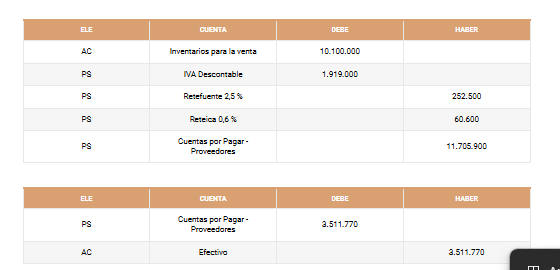 ELE CUENTA DEBE HABER
AC Inventarios para la venta 10.100.000
PS IVA Descontable 1.919.000
PS Retefuente 2,5 % 252.500
PS Reteica 0,6 % 60.600
PS Cuentas por Pagar - Proveedores 11.705.900
ELE CUENTA DEBE HABER
PS Cuentas por Pagar - Proveedores 3.511.770
AC Efectivo 3.511.770